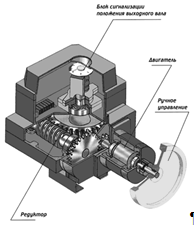 Блок сигнализации
положения выходного вала
Двигатель
Ручное
управление
Редуктор